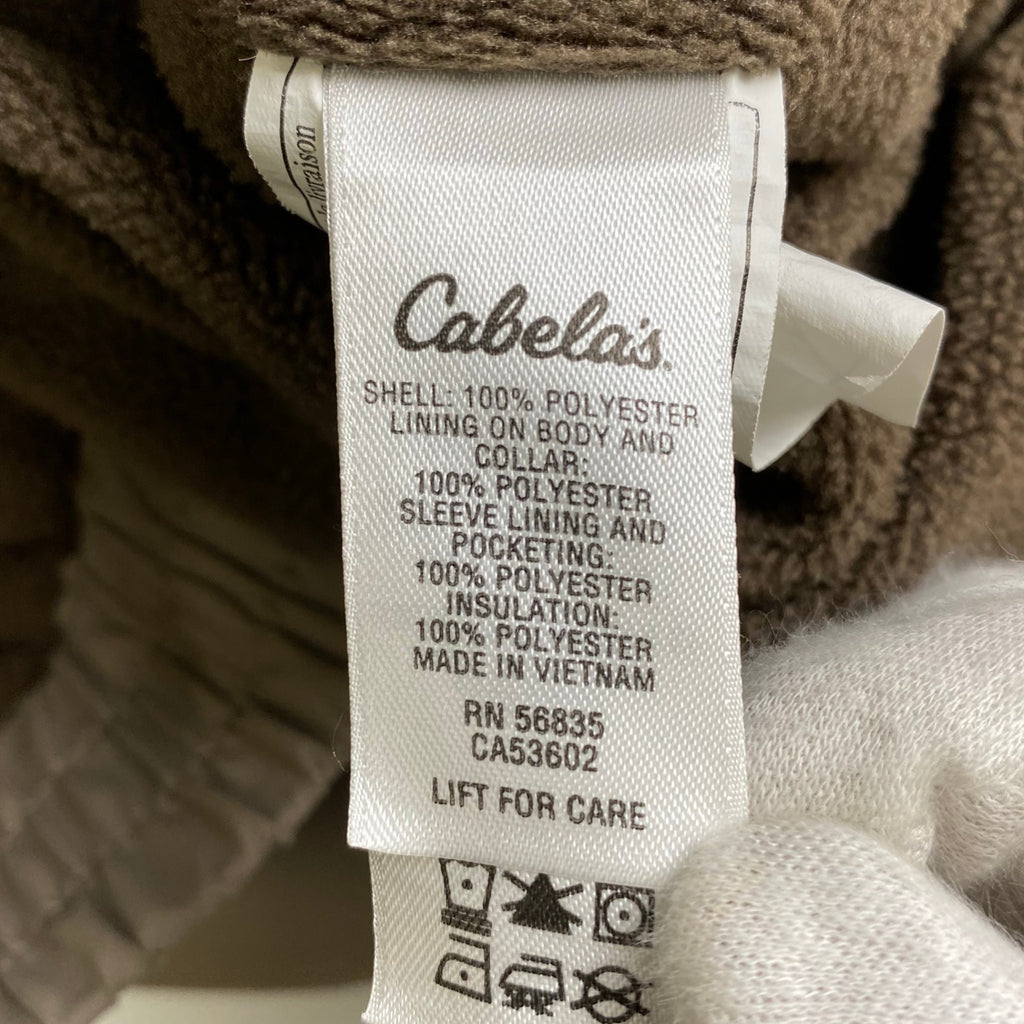 livraison
Cabela's.
SHELL: 100% POLYESTER
LINING ON BODY AND
COLLAR:
100% POLYESTER
SLEEVE LINING AND
POCKETING:
100% POLYESTER
INSULATION:
100% POLYESTER
MADE IN VIETNAM
RN 56835
CA53602
LIFT FOR CARE